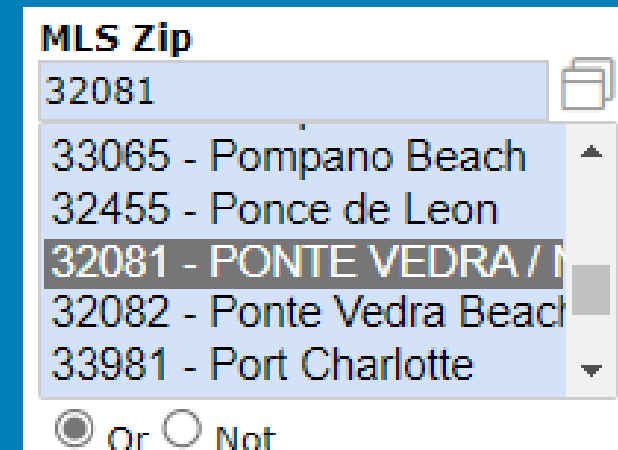 MLS Zip
32081
33065 - Pompano Beach
32455 - Ponce de Leon
32081 - PONTE VEDRA /
32082 - Ponte Vedra Beach
33981 - Port Charlotte
Or Not